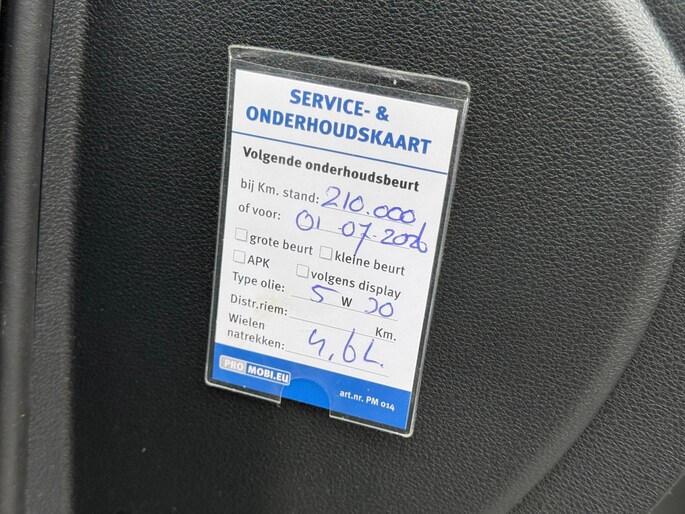 SERVICE- &
ONDERHOUDSKAART
Volgende onderhoudsbeurt
bij Km. stand: 210.000
of voor: 01-07-2026
grote beurt kleine beurt
APK volgens display
Type olie: 5 W 30
Distr.riem: Km.
Wielen
natrekken: 4,6L.
PRO MOBI.EU
art.nr. PM 014